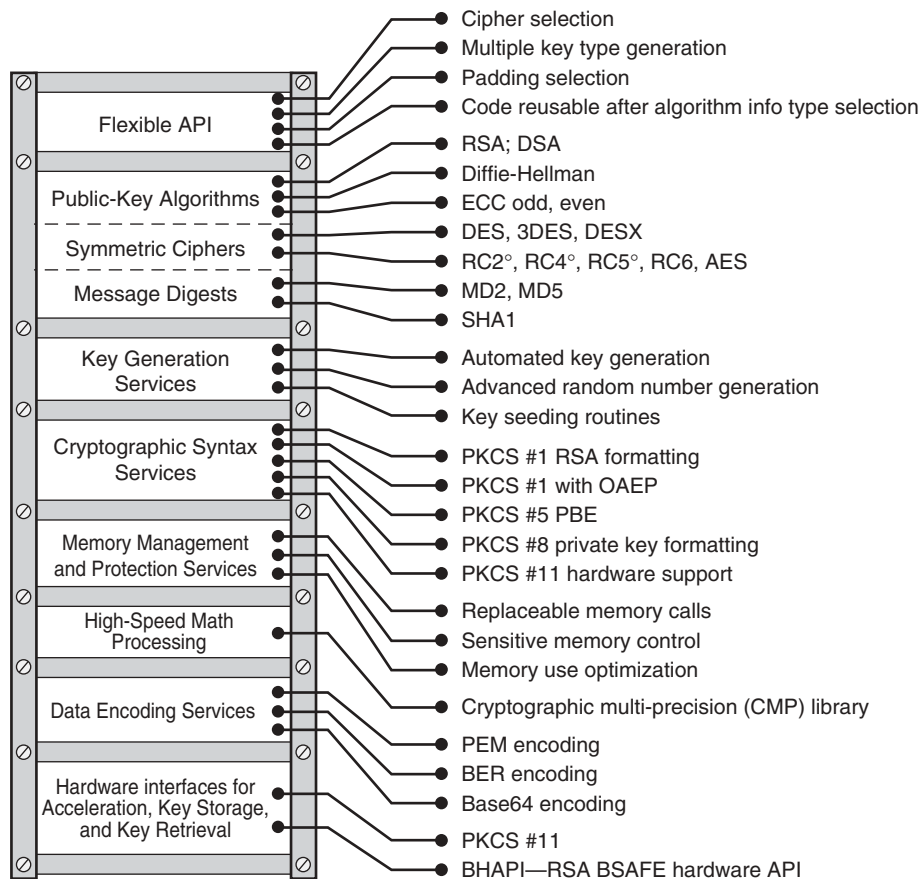 Cipher selection
Multiple key type generation
Padding selection
Code reusable after algorithm info type selection
Flexible API
RSA; DSA
Diffie-Hellman
ECC odd, even
Public-Key Algorithms
DES, 3DES, DESX
RC2°, RC4°, RC5°, RC6, AES
Symmetric Ciphers
MD2, MD5
SHA1
Message Digests
Key Generation
Services
Automated key generation
Advanced random number generation
Key seeding routines
Cryptographic Syntax
Services
PKCS #1 RSA formatting
PKCS #1 with OAEP
PKCS #5 PBE
PKCS #8 private key formatting
PKCS #11 hardware support
Memory Management
and Protection Services
Replaceable memory calls
Sensitive memory control
Memory use optimization
High-Speed Math
Processing
Cryptographic multi-precision (CMP) library
Data Encoding Services
PEM encoding
BER encoding
Base64 encoding
Hardware interfaces for
Acceleration, Key Storage,
and Key Retrieval
PKCS #11
BHAPI—RSA BSAFE hardware API